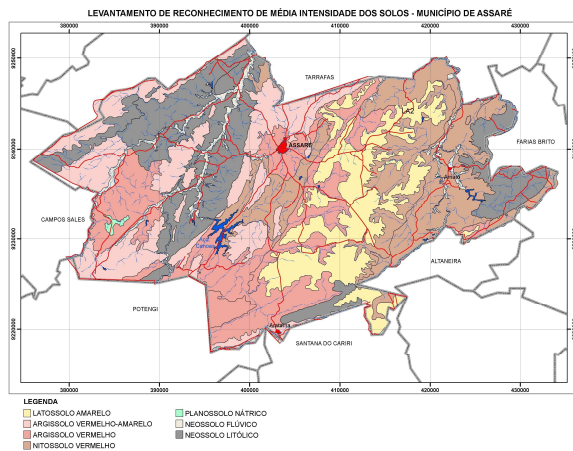 LEVANTAMENTO DE RECONHECIMENTO DE MÉDIA INTENSIDADE DOS SOLOS - MUNICÍPIO DE ASSARÉ
380000 390000 400000 410000 420000 430000
TARRAFAS
ASSARÉ
FARIAS BRITO
CAMPOS SALES
ALTANEIRA
POTENGI
SANTANA DO CARIRI
380000 390000 400000 410000 420000 430000
LEGENDA
LATOSSOLO AMARELO
ARGISSOLO VERMELHO-AMARELO
ARGISSOLO VERMELHO
NITOSSOLO VERMELHO
PLANOSSOLO NÁTRICO
NEOSSOLO FLÚVICO
NEOSSOLO LITÓLICO